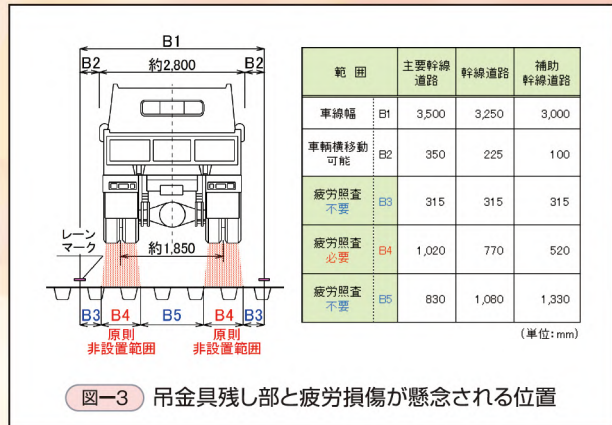 B1
B2
約2,800
B2
レーン
マーク
約1,850
B3
B4
B5
B4
B3
原則
非設置範囲
原則
非設置範囲
範 囲
主要幹線
道路
幹線道路
補助
幹線道路
車線幅 B1 3,500 3,250 3,000
車輌横移動
可能
B2 350 225 100
疲労照査
不要
B3 315 315 315
疲労照査
必要
B4 1,020 770 520
疲労照査
不要
B5 830 1,080 1,330
(単位:mm)
図ー3 吊金具残し部と疲労損傷が懸念される位置